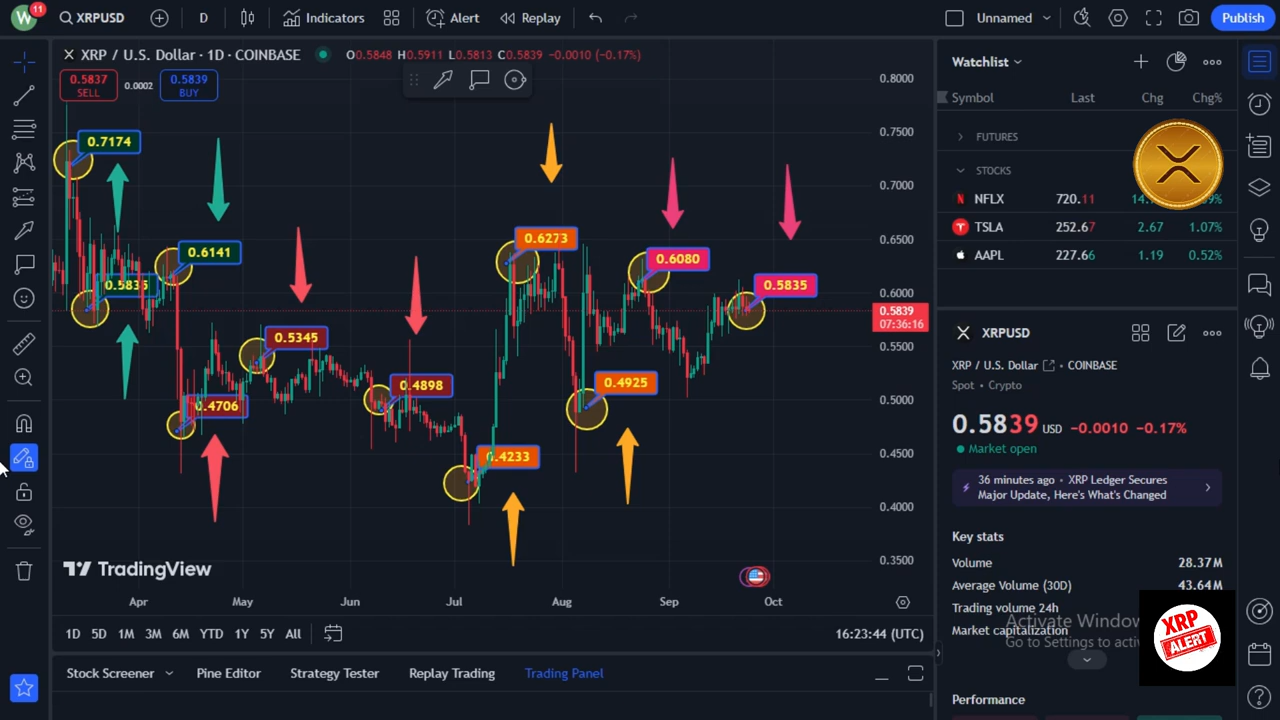 W 11 XRPUSD D Indicators Alert Replay Unnamed Publish
XRP / U.S. Dollar · 1D · COINBASE O0.5848 H0.5911 L0.5813 C0.5839 −0.0010 (−0.17%)
0.5837 SELL 0.0002 0.5839 BUY
0.7174
0.6141
0.5835
0.6273
0.6080
0.5835
0.5345
0.4898
0.4925
0.4706
0.4233
0.8000
0.7500
0.7000
0.6500
0.6000
0.5839
07:36:16
0.5500
0.5000
0.4500
0.4000
0.3500
TradingView
Apr May Jun Jul Aug Sep Oct
1D 5D 1M 3M 6M YTD 1Y 5Y All 16:23:44 (UTC)
Stock Screener Pine Editor Strategy Tester Replay Trading Trading Panel
Watchlist
Symbol Last Chg Chg%
FUTURES
STOCKS
NFLX 720.11
TSLA 252.67 2.67 1.07%
AAPL 227.66 1.19 0.52%
XRPUSD
XRP / U.S. Dollar COINBASE
Spot • Crypto
0.5839 USD −0.0010 −0.17%
Market open
36 minutes ago • XRP Ledger Secures
Major Update, Here's What's Changed
Key stats
Volume 28.37M
Average Volume (30D) 43.64M
Trading volume 24h
Market capitalization
XRP
ALERT
Performance